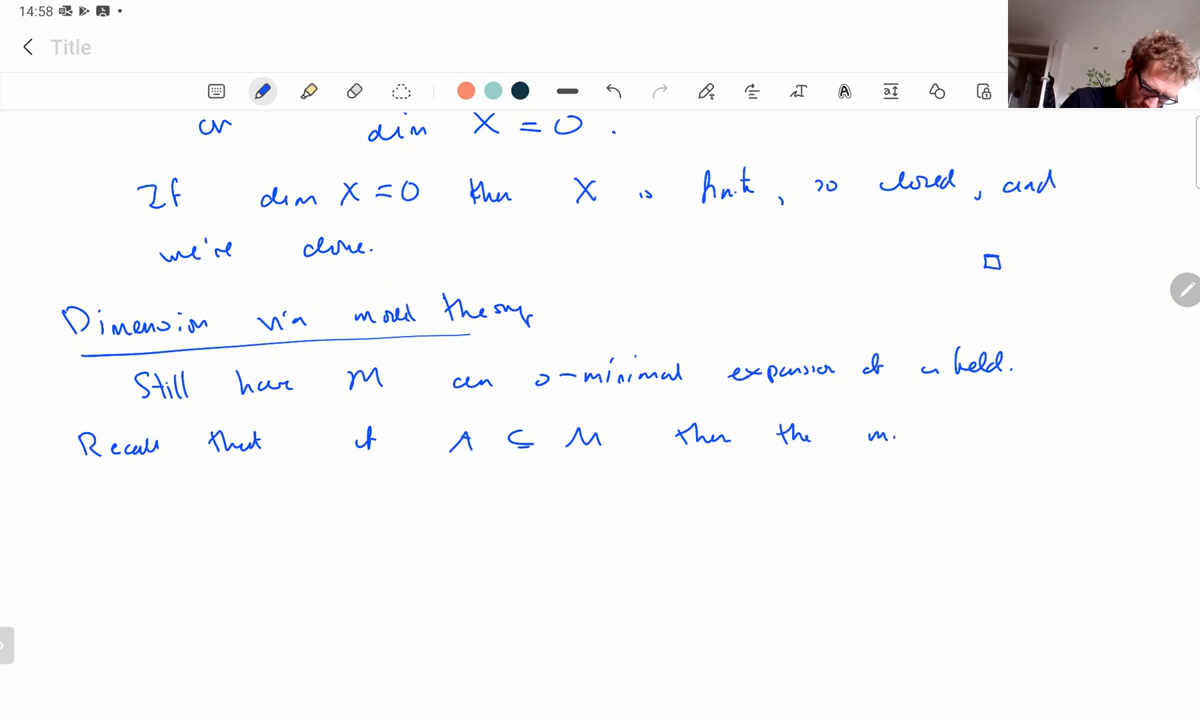 14:58
Title
or dim X = 0 .
If dim X = 0 then X is finite, so closed, and
we're done. □
Dimension via model theory
Still have M an o-minimal expansion of a field.
Recall that if A ⊆ M then the m.